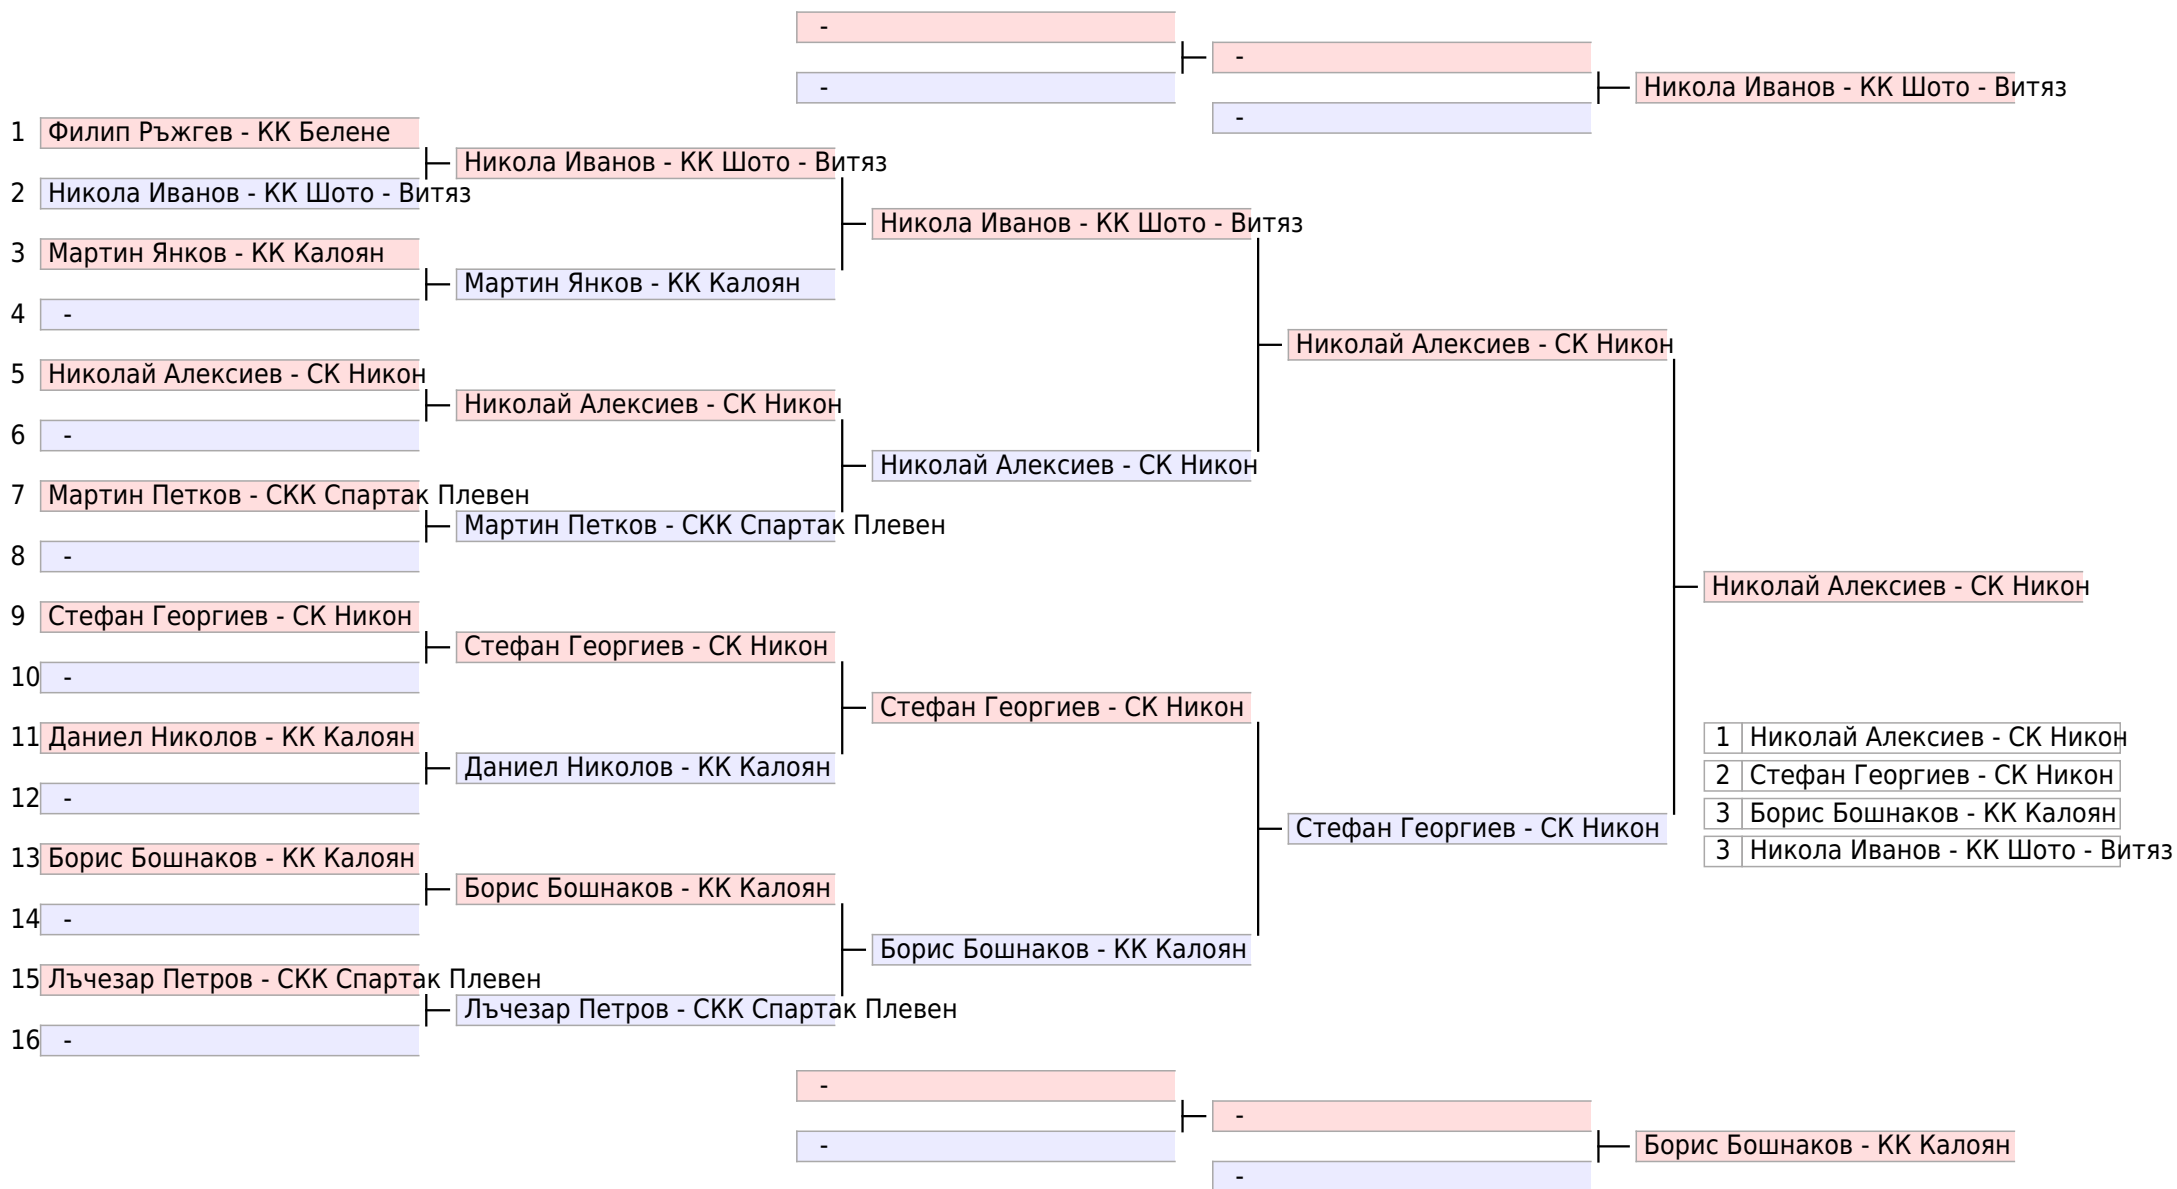 -
-
-
Никола Иванов - КК Шото - Витяз
-
1 Филип Ръжгев - КК Белене
Никола Иванов - КК Шото - Витяз
2 Никола Иванов - КК Шото - Витяз
Никола Иванов - КК Шото - Витяз
3 Мартин Янков - КК Калоян
Мартин Янков - КК Калоян
4 -
Николай Алексиев - СК Никон
5 Николай Алексиев - СК Никон
Николай Алексиев - СК Никон
6 -
Николай Алексиев - СК Никон
7 Мартин Петков - СКК Спартак Плевен
Мартин Петков - СКК Спартак Плевен
8 -
Николай Алексиев - СК Никон
9 Стефан Георгиев - СК Никон
Стефан Георгиев - СК Никон
10 -
Стефан Георгиев - СК Никон
11 Даниел Николов - КК Калоян
1 Николай Алексиев - СК Никон
Даниел Николов - КК Калоян
2 Стефан Георгиев - СК Никон
12 -
3 Борис Бошнаков - КК Калоян
Стефан Георгиев - СК Никон
3 Никола Иванов - КК Шото - Витяз
13 Борис Бошнаков - КК Калоян
Борис Бошнаков - КК Калоян
14 -
Борис Бошнаков - КК Калоян
15 Лъчезар Петров - СКК Спартак Плевен
Лъчезар Петров - СКК Спартак Плевен
16 -
-
-
-
Борис Бошнаков - КК Калоян
-